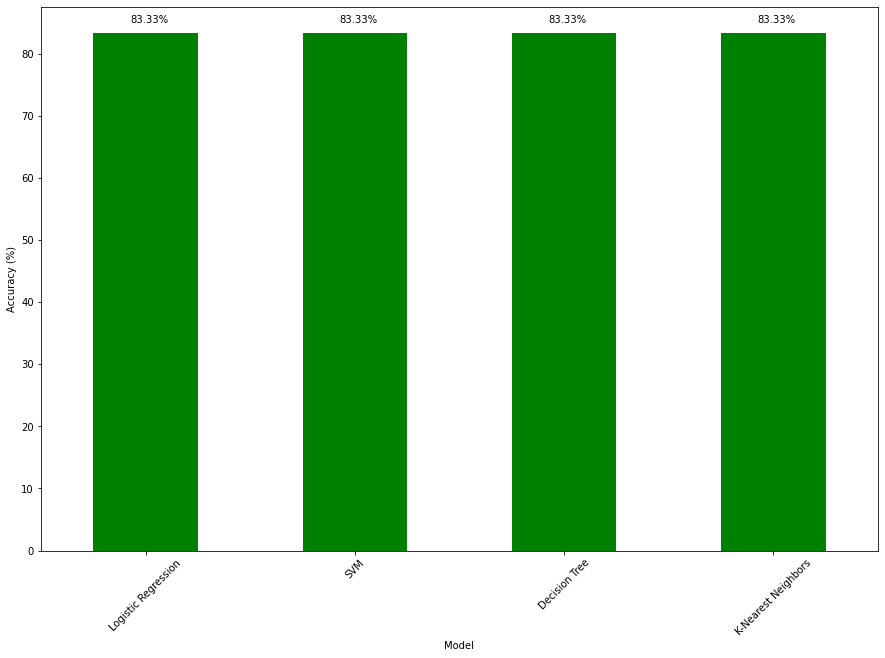 83.33% 83.33% 83.33% 83.33%
80
70
60
50
40
30
20
10
0
Accuracy (%)
Logistic Regression
SVM
Decision Tree
K-Nearest Neighbors
Model